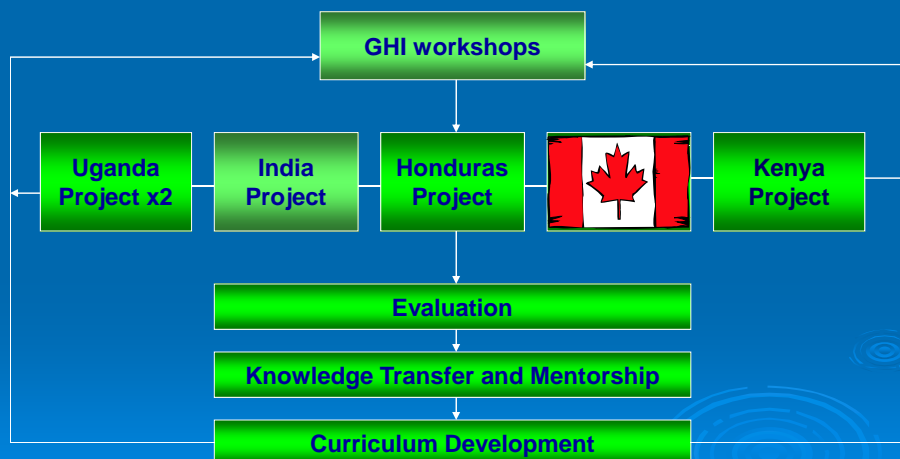 GHI workshops
Uganda
Project x2
India
Project
Honduras
Project
Kenya
Project
Evaluation
Knowledge Transfer and Mentorship
Curriculum Development